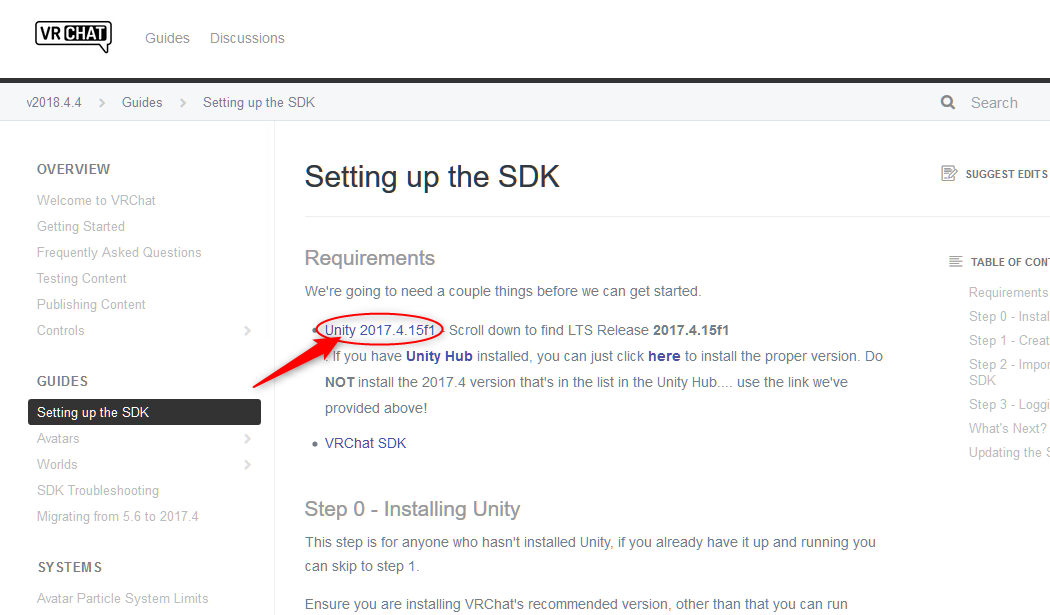 VR CHAT
Guides Discussions
v2018.4.4 Guides Setting up the SDK Search
OVERVIEW
Welcome to VRChat
Getting Started
Frequently Asked Questions
Testing Content
Publishing Content
Controls
GUIDES
Setting up the SDK
Avatars
Worlds
SDK Troubleshooting
Migrating from 5.6 to 2017.4
SYSTEMS
Avatar Particle System Limits
Setting up the SDK
SUGGEST EDITS
Requirements
We're going to need a couple things before we can get started.
Unity 2017.4.15f1 - Scroll down to find LTS Release 2017.4.15f1
. If you have Unity Hub installed, you can just click here to install the proper version. Do
NOT install the 2017.4 version that's in the list in the Unity Hub.... use the link we've
provided above!
VRChat SDK
Step 0 - Installing Unity
This step is for anyone who hasn't installed Unity, if you already have it up and running you
can skip to step 1.
Ensure you are installing VRChat's recommended version, other than that you can run
TABLE OF CONT
Requirements
Step 0 - Instal
Step 1 - Creat
Step 2 - Impor
SDK
Step 3 - Loggi
What's Next?
Updating the S